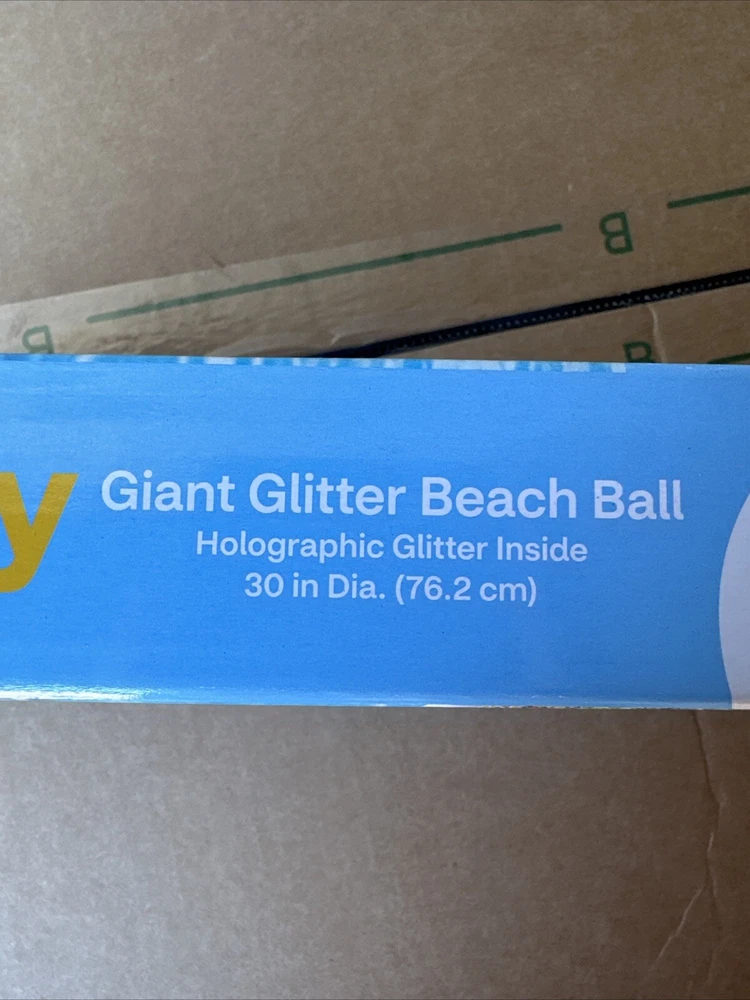 B
B
B
y
Giant Glitter Beach Ball
Holographic Glitter Inside
30 in Dia. (76.2 cm)